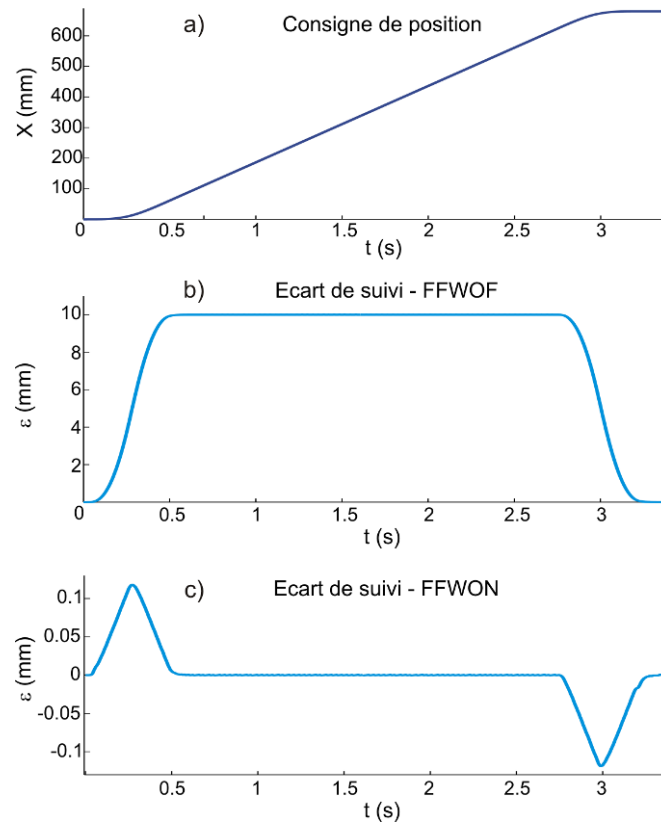 a) Consigne de position
X (mm)
600
500
400
300
200
100
0 0.5 1 1.5 2 2.5 3
t (s)
b) Ecart de suivi - FFWOF
ε (mm)
10
8
6
4
2
0 0.5 1 1.5 2 2.5 3
t (s)
c) Ecart de suivi - FFWON
ε (mm)
0.1
0.05
0
-0.05
-0.1
0 0.5 1 1.5 2 2.5 3
t (s)